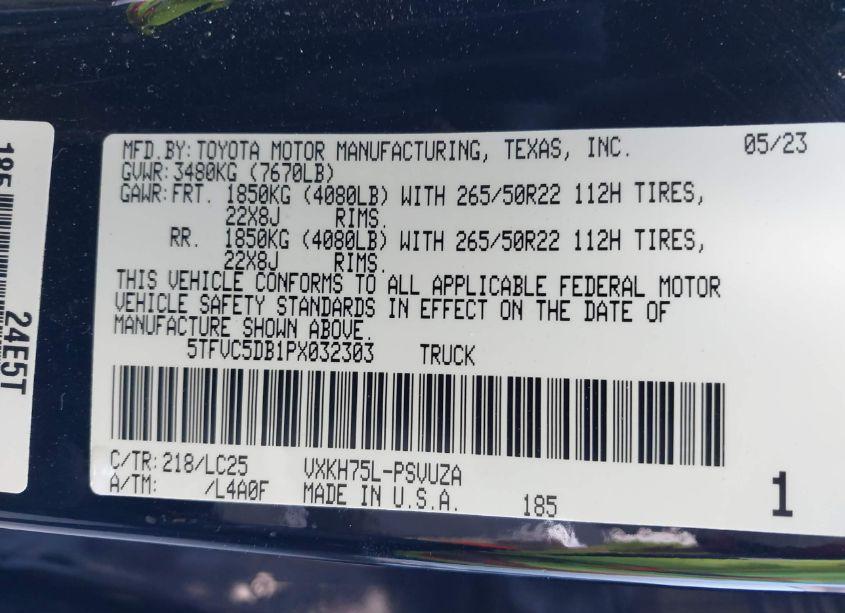 MFD.BY:TOYOTA MOTOR MANUFACTURING, TEXAS, INC. 05/23
GVWR:3480KG (7670LB)
GAWR:FRT. 1850KG (4080LB) WITH 265/50R22 112H TIRES,
22X8J RIMS.
RR. 1850KG (4080LB) WITH 265/50R22 112H TIRES,
22X8J RIMS.
THIS VEHICLE CONFORMS TO ALL APPLICABLE FEDERAL MOTOR
VEHICLE SAFETY STANDARDS IN EFFECT ON THE DATE OF
MANUFACTURE SHOWN ABOVE.
5TFVC5DB1PX032303 TRUCK
C/TR:218/LC25 VXKH75L-PSVUZA
A/TM: /L4A0F MADE IN U.S.A. 185 1
185
24E5T